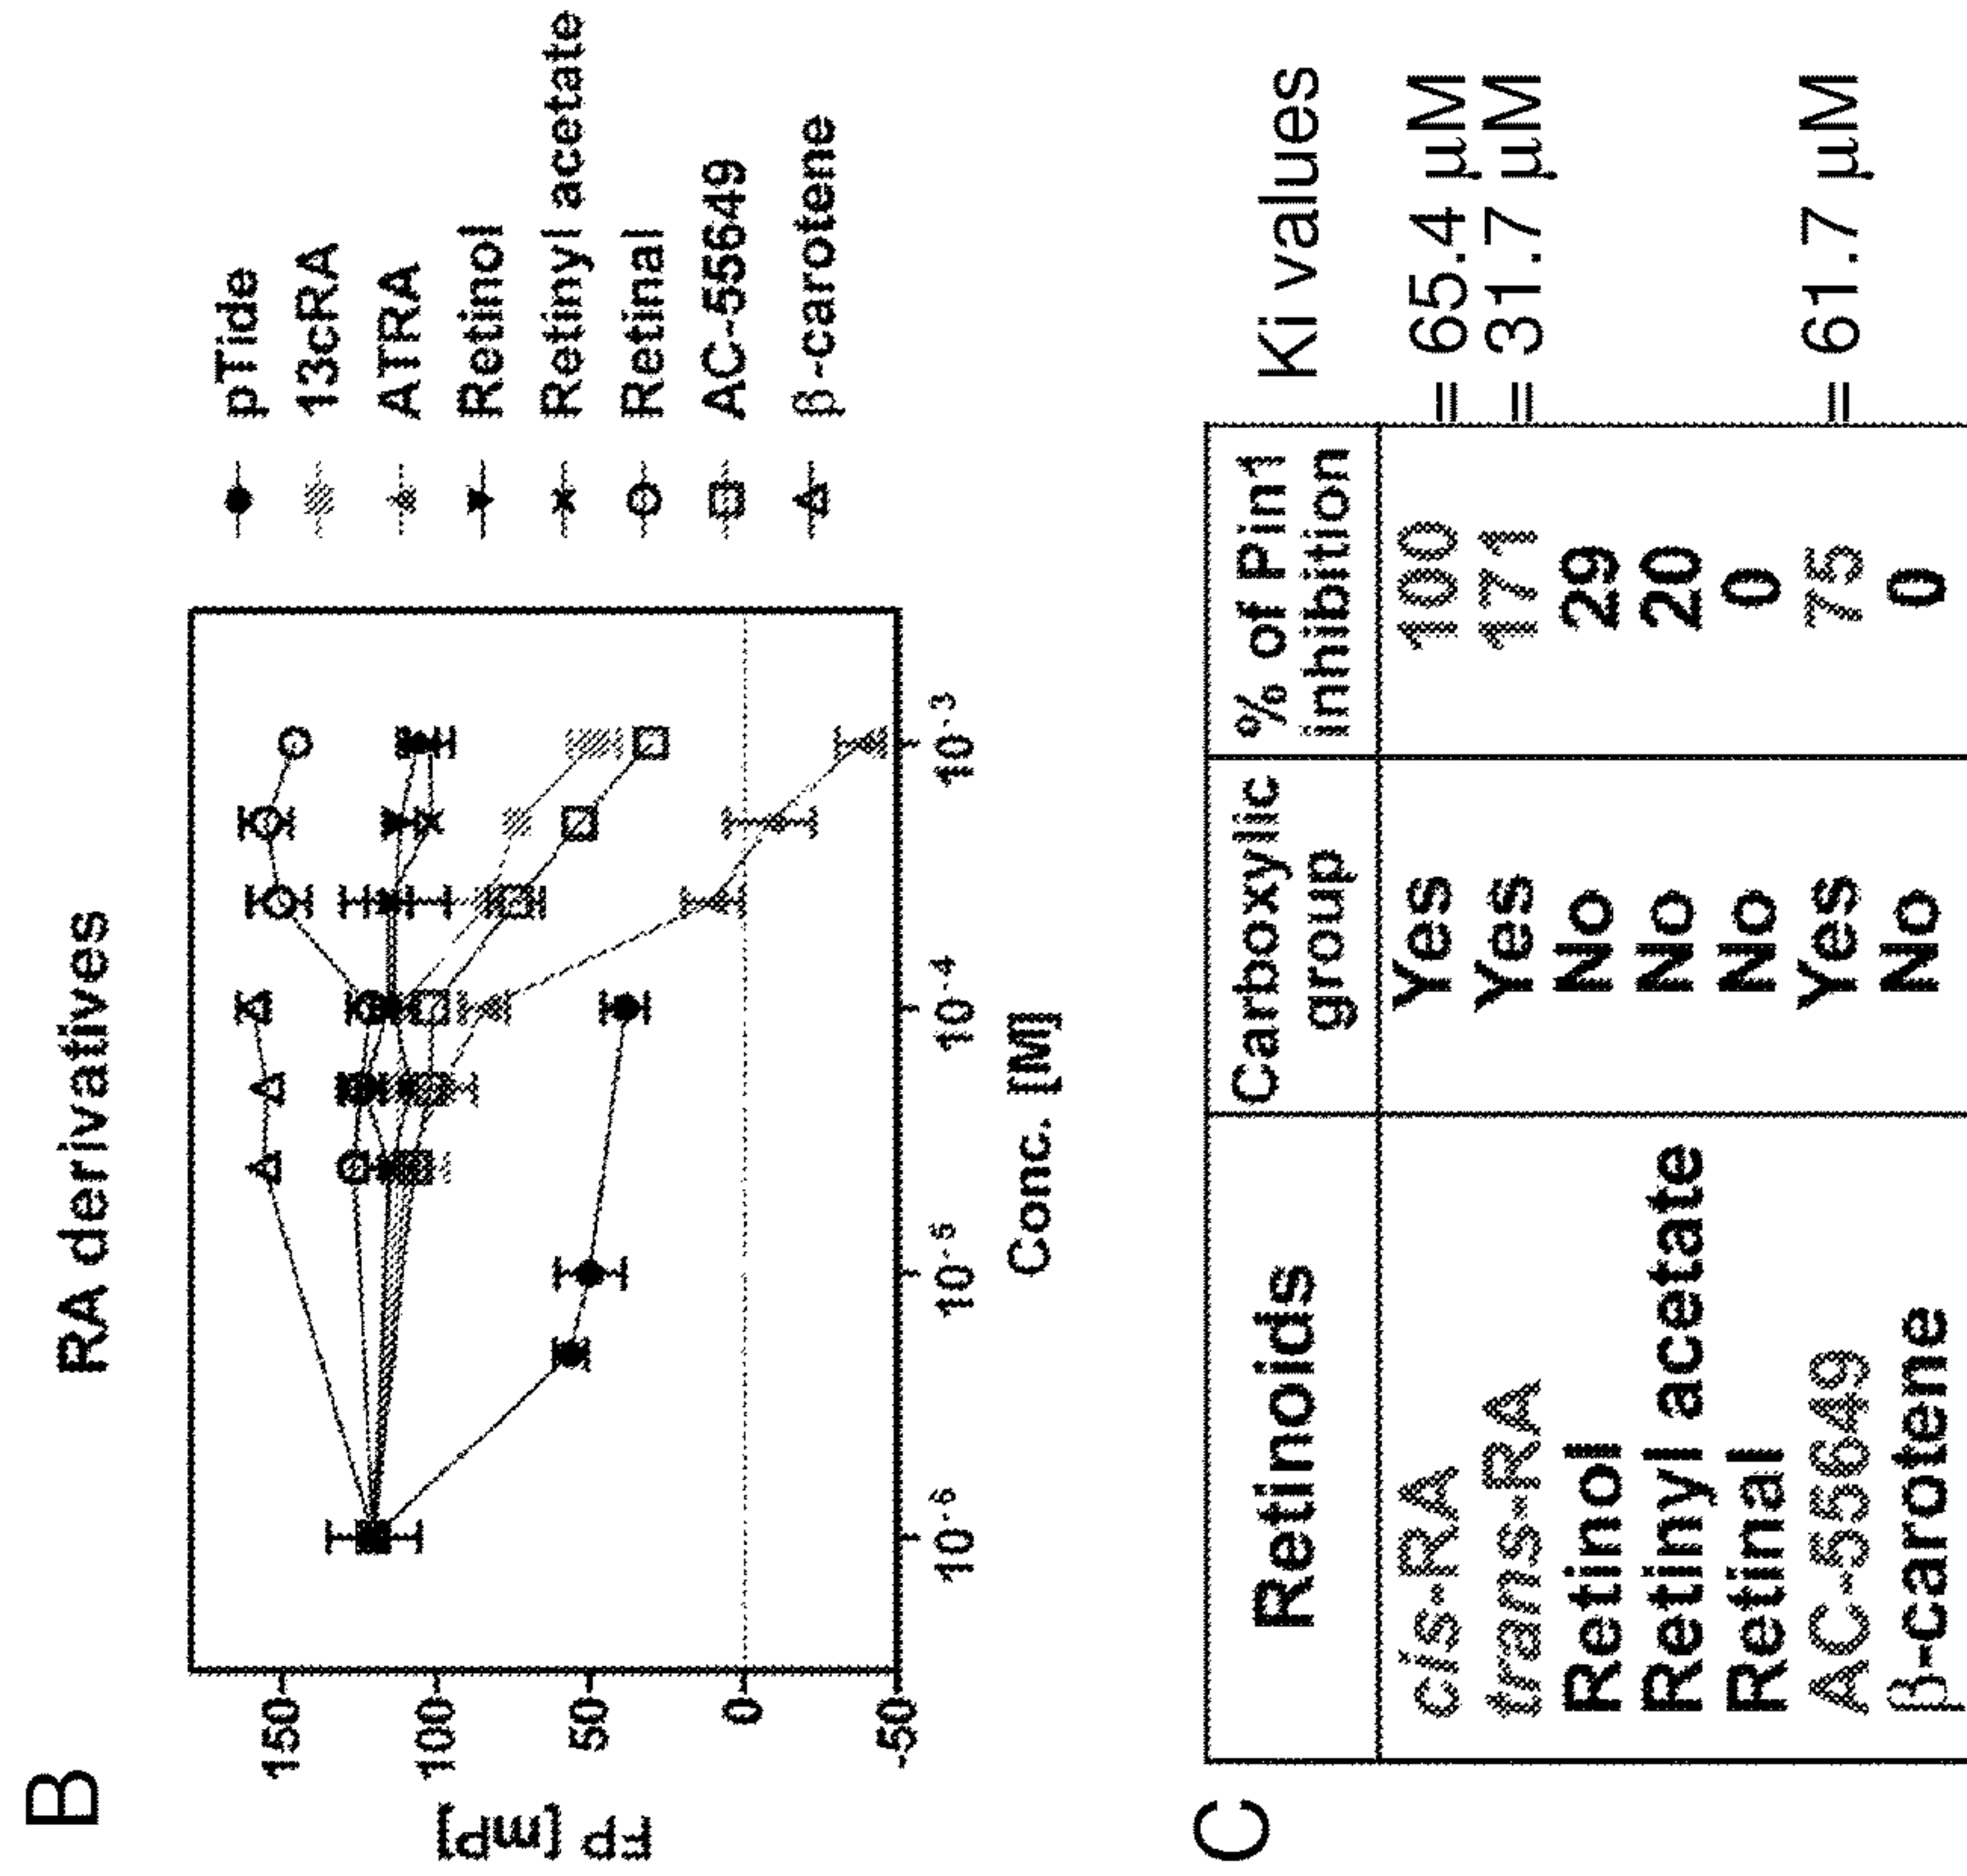 B
RA derivatives
FP [mP]
150
100
50
0
-50
10-6
10-5
10-4
10-3
Conc. [M]
pTide
13cRA
ATRA
Retinol
Retinyl acetate
Retinal
AC-55649
β-carotene
C
Retinoids
Carboxylic group
% of Pin1 inhibition
Ki values
cis-RA Yes 100 = 65.4 µM
trans-RA Yes 171 = 31.7 µM
Retinol No 29
Retinyl acetate No 20
Retinal No 0
AC-55649 Yes 75 = 61.7 µM
β-carotene No 0